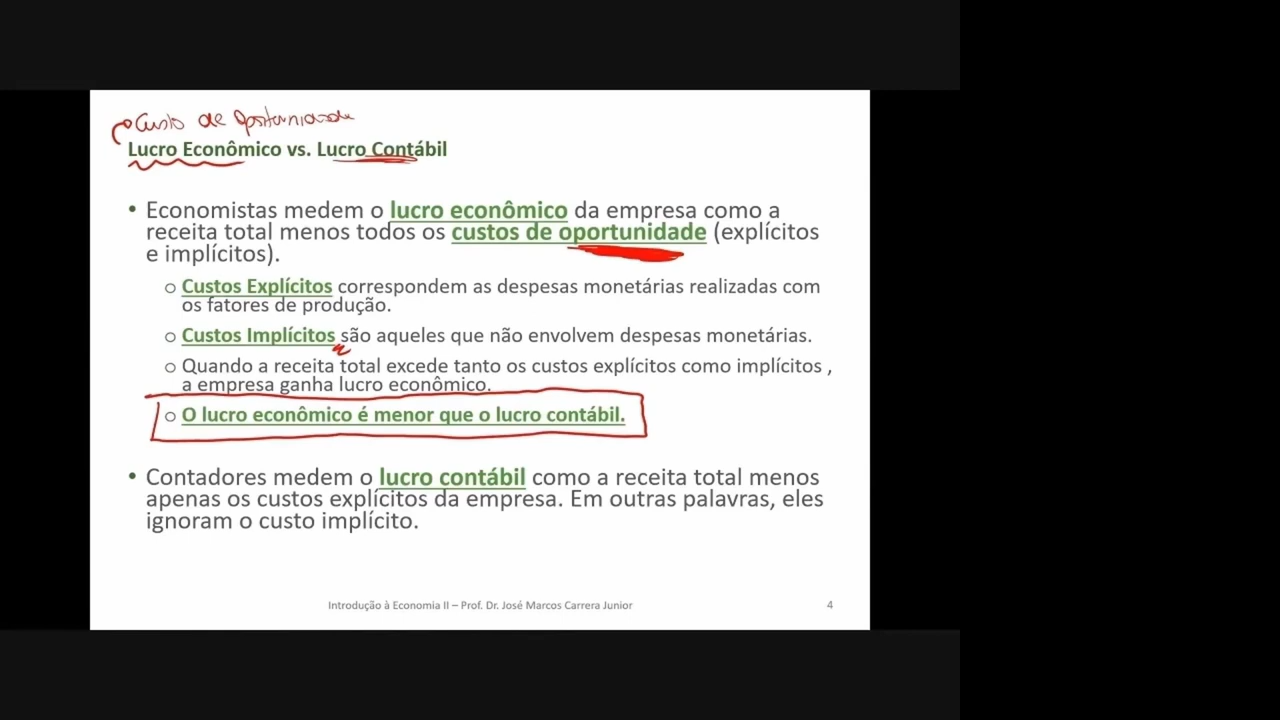 Custo de oportunidade
Lucro Econômico vs. Lucro Contábil
• Economistas medem o lucro econômico da empresa como a
receita total menos todos os custos de oportunidade (explícitos
e implícitos).
o Custos Explícitos correspondem as despesas monetárias realizadas com
os fatores de produção.
o Custos Implícitos são aqueles que não envolvem despesas monetárias.
o Quando a receita total excede tanto os custos explícitos como implícitos ,
a empresa ganha lucro econômico.
o O lucro econômico é menor que o lucro contábil.
• Contadores medem o lucro contábil como a receita total menos
apenas os custos explícitos da empresa. Em outras palavras, eles
ignoram o custo implícito.
Introdução à Economia II – Prof. Dr. José Marcos Carrera Junior
4